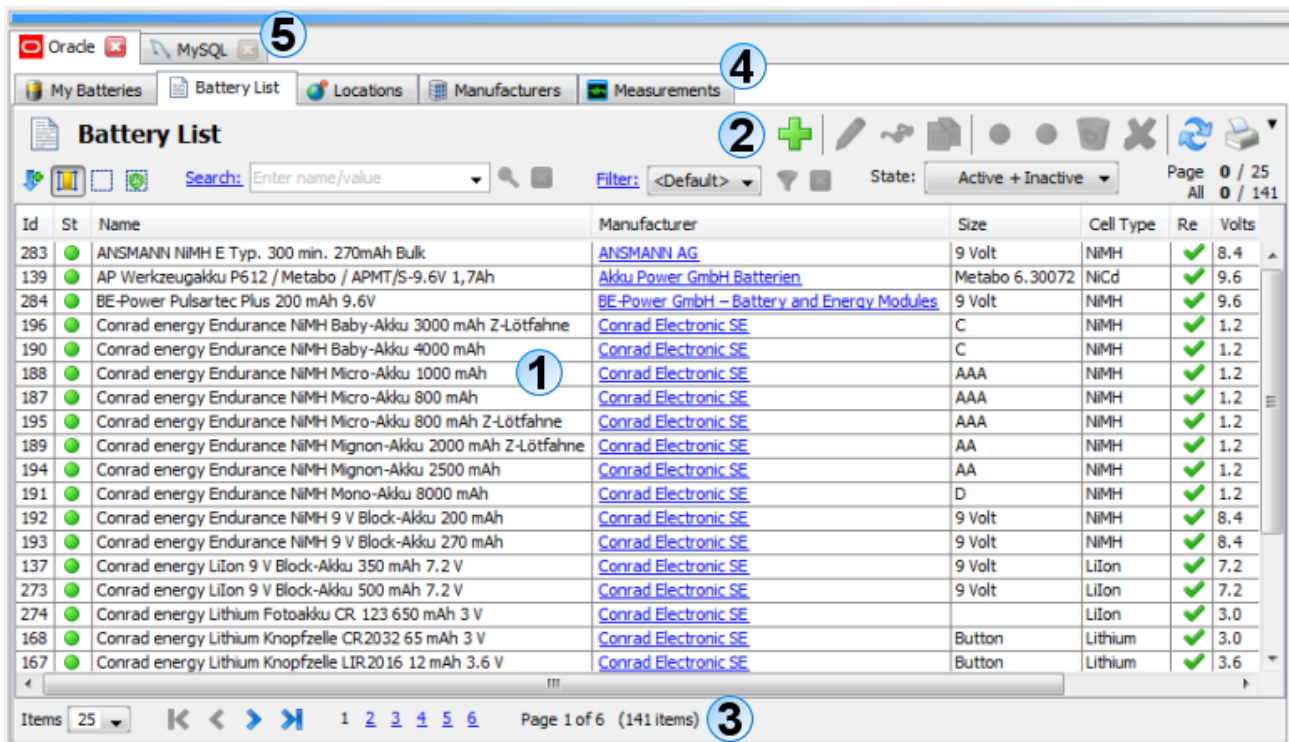 5
Oracle MySQL
4
My Batteries Battery List Locations Manufacturers Measurements
Battery List 2
Search: Enter name/value Filter: <Default> State: Active + Inactive Page 0 / 25
All 0 / 141
Id St Name Manufacturer Size Cell Type Re Volts
283 ANSMANN NiMH E Typ. 300 min. 270mAh Bulk ANSMANN AG 9 Volt NiMH 8.4
139 AP Werkzeugakku P612 / Metabo / APMT/S-9.6V 1,7Ah Akku Power GmbH Batterien Metabo 6.30072 NiCd 9.6
284 BE-Power Pulsartec Plus 200 mAh 9.6V BE-Power GmbH – Battery and Energy Modules 9 Volt NiMH 9.6
196 Conrad energy Endurance NiMH Baby-Akku 3000 mAh Z-Lötfahne Conrad Electronic SE C NiMH 1.2
190 Conrad energy Endurance NiMH Baby-Akku 4000 mAh Conrad Electronic SE C NiMH 1.2
188 Conrad energy Endurance NiMH Micro-Akku 1000 mAh 1 Conrad Electronic SE AAA NiMH 1.2
187 Conrad energy Endurance NiMH Micro-Akku 800 mAh Conrad Electronic SE AAA NiMH 1.2
195 Conrad energy Endurance NiMH Micro-Akku 800 mAh Z-Lötfahne Conrad Electronic SE AAA NiMH 1.2
189 Conrad energy Endurance NiMH Mignon-Akku 2000 mAh Z-Lötfahne Conrad Electronic SE AA NiMH 1.2
194 Conrad energy Endurance NiMH Mignon-Akku 2500 mAh Conrad Electronic SE AA NiMH 1.2
191 Conrad energy Endurance NiMH Mono-Akku 8000 mAh Conrad Electronic SE D NiMH 1.2
192 Conrad energy Endurance NiMH 9 V Block-Akku 200 mAh Conrad Electronic SE 9 Volt NiMH 8.4
193 Conrad energy Endurance NiMH 9 V Block-Akku 270 mAh Conrad Electronic SE 9 Volt NiMH 8.4
137 Conrad energy LiIon 9 V Block-Akku 350 mAh 7.2 V Conrad Electronic SE 9 Volt LiIon 7.2
273 Conrad energy LiIon 9 V Block-Akku 500 mAh 7.2 V Conrad Electronic SE 9 Volt LiIon 7.2
274 Conrad energy Lithium Fotoakku CR 123 650 mAh 3 V Conrad Electronic SE LiIon 3.0
168 Conrad energy Lithium Knopfzelle CR2032 65 mAh 3 V Conrad Electronic SE Button Lithium 3.0
167 Conrad energy Lithium Knopfzelle LIR2016 12 mAh 3.6 V Conrad Electronic SE Button Lithium 3.6
Items 25 1 2 3 4 5 6 Page 1 of 6 (141 items) 3